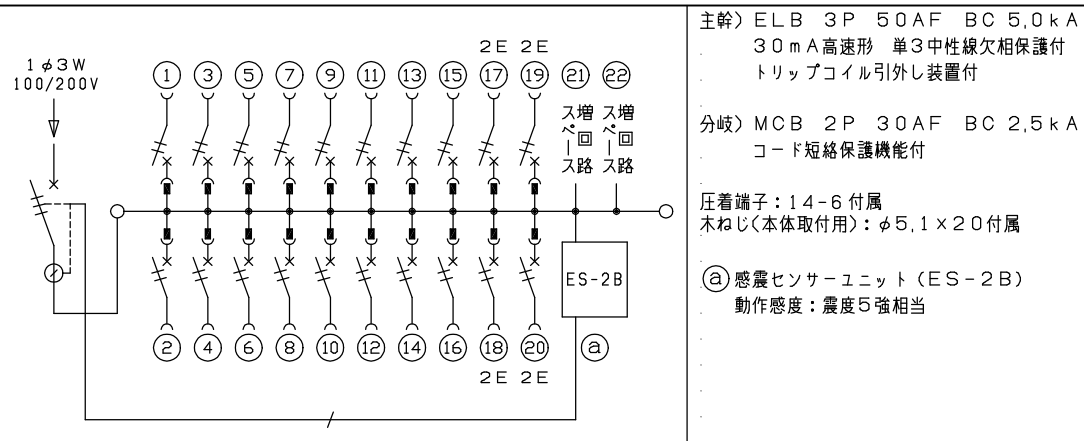 1φ3W
100/200V
2E 2E
① ③ ⑤ ⑦ ⑨ ⑪ ⑬ ⑮ ⑰ ⑲ ㉑ ㉒
増回路
スペース
増回路
スペース
ES-2B
② ④ ⑥ ⑧ ⑩ ⑫ ⑭ ⑯ ⑱ ⑳ ⓐ
2E 2E
主幹) ELB 3P 50AF BC 5,0kA
30mA高速形 単3中性線欠相保護付
トリップコイル引外し装置付
分岐) MCB 2P 30AF BC 2,5kA
コード短絡保護機能付
圧着端子:14-6付属
木ねじ(本体取付用):φ5,1×20付属
ⓐ 感震センサーユニット(ES-2B)
動作感度:震度5強相当